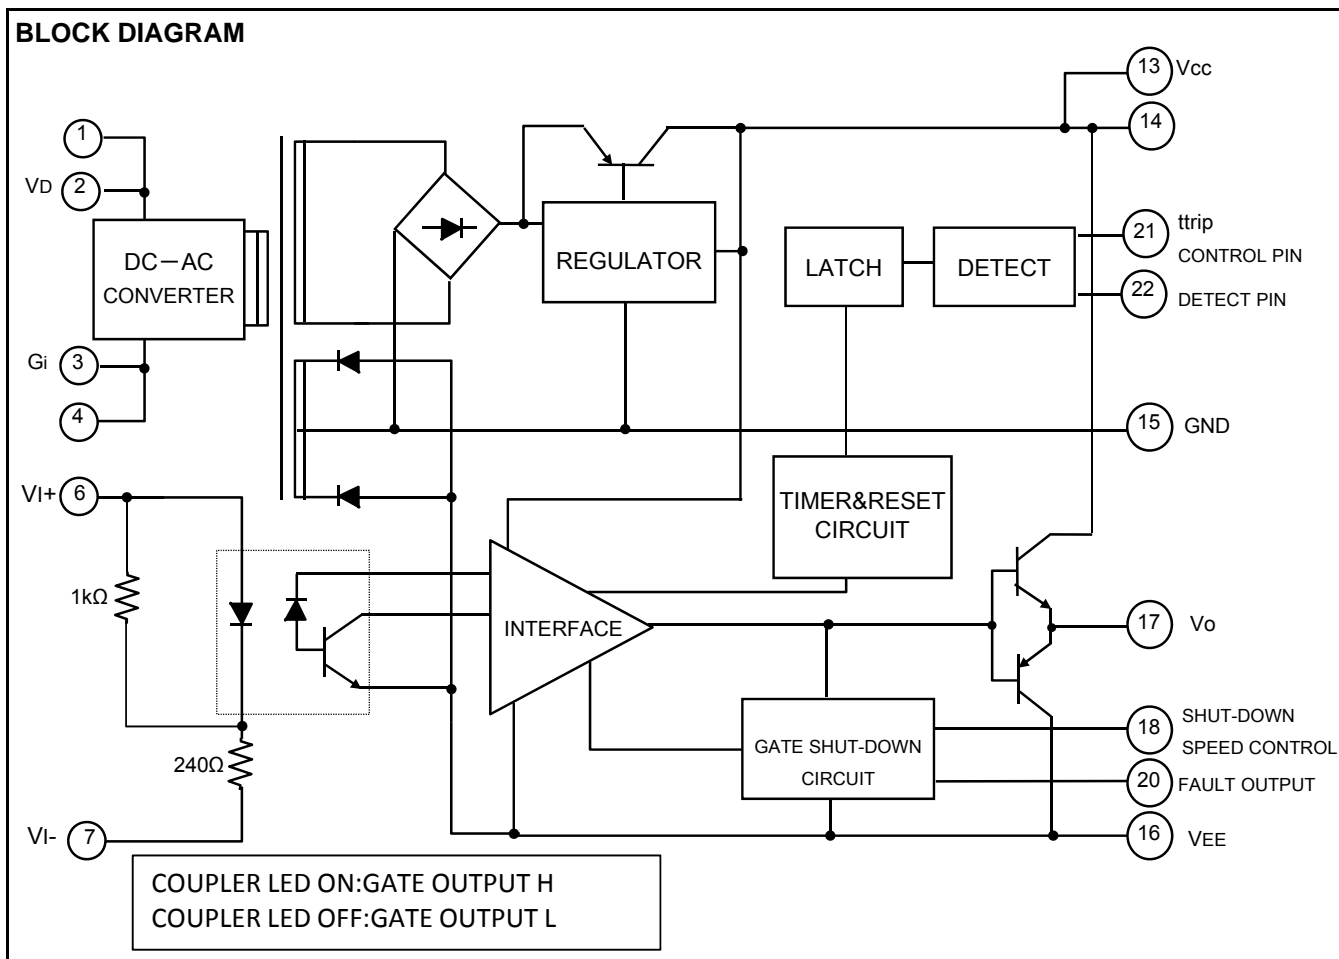 BLOCK DIAGRAM
13 Vcc
1
14
VD 2
21 ttrip
CONTROL PIN
DC－AC
CONVERTER
REGULATOR
LATCH
DETECT
22 DETECT PIN
Gi 3
4
15 GND
VI+ 6
TIMER&RESET
CIRCUIT
1kΩ
INTERFACE
17 Vo
18 SHUT-DOWN
SPEED CONTROL
GATE SHUT-DOWN
CIRCUIT
240Ω
20 FAULT OUTPUT
VI- 7
16 VEE
COUPLER LED ON:GATE OUTPUT H
COUPLER LED OFF:GATE OUTPUT L